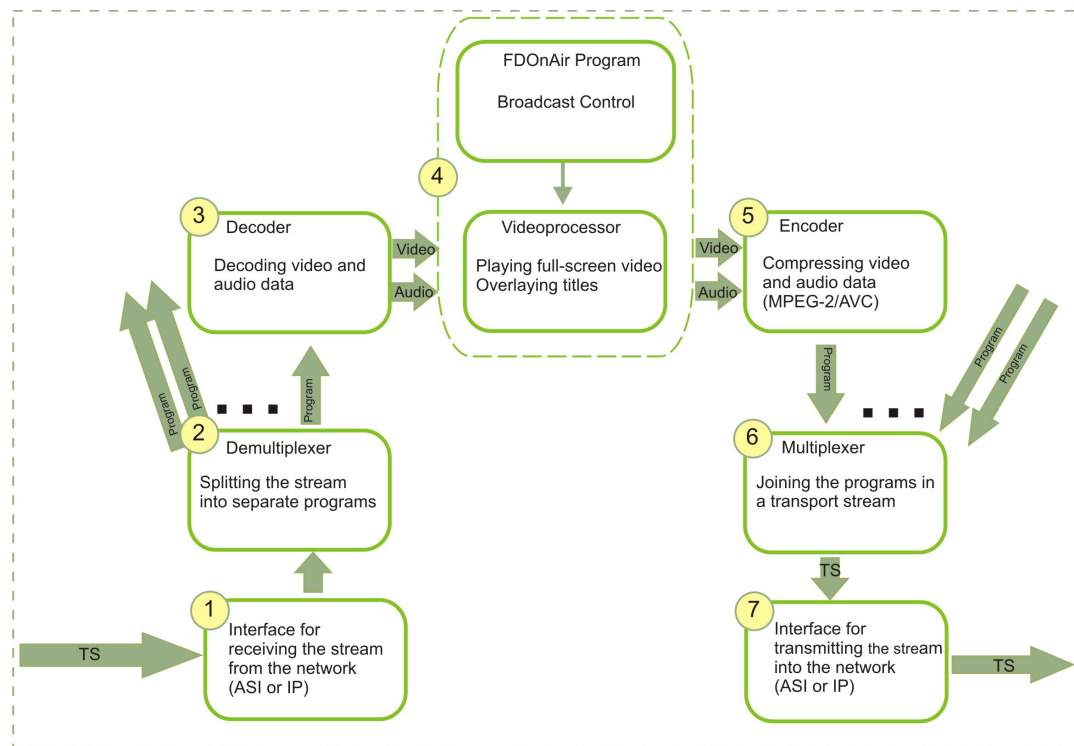 FDOnAir Program
Broadcast Control
4
3
Decoder
Decoding video and
audio data
Video
Audio
Videoprocessor
Playing full-screen video
Overlaying titles
Video
Audio
5
Encoder
Compressing video
and audio data
(MPEG-2/AVC)
Program
Program
Program
Program
Program
Program
2
Demultiplexer
Splitting the stream
into separate programs
6
Multiplexer
Joining the programs in
a transport stream
TS
1
Interface for
receiving the stream
from the network
(ASI or IP)
TS
7
Interface for
transmitting the stream
into the network
(ASI or IP)
TS